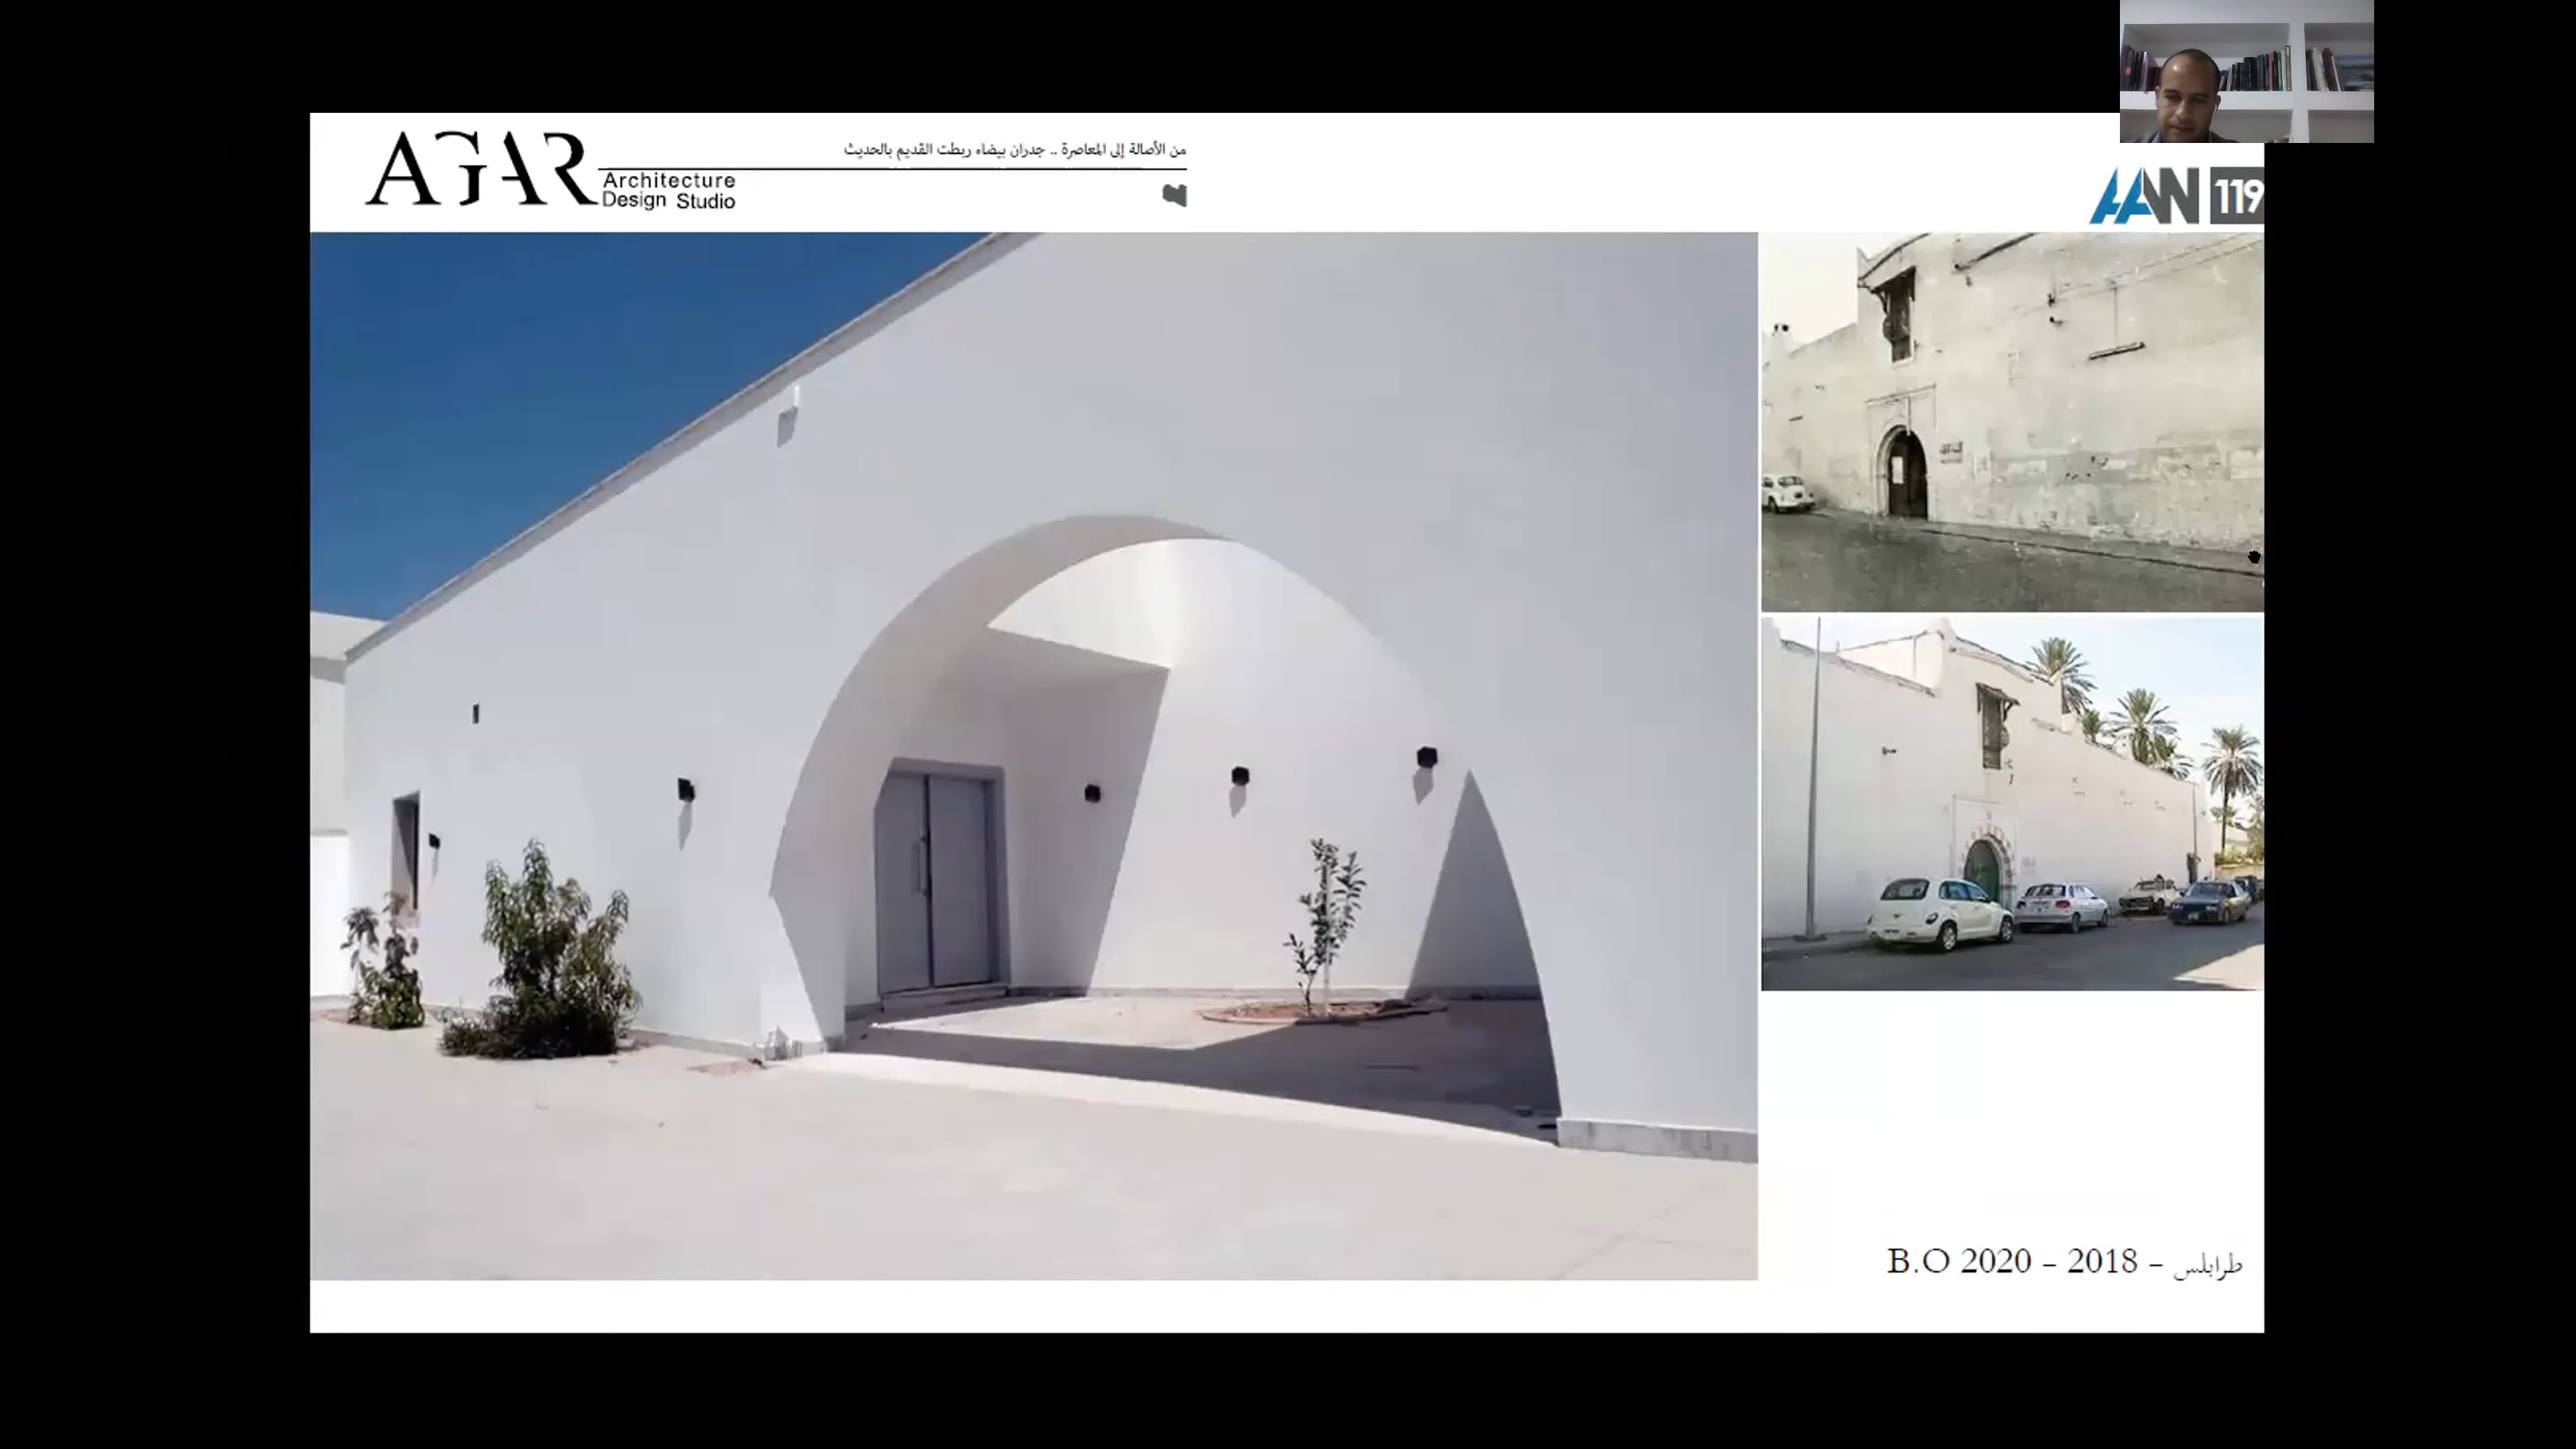 AGAR
Architecture
Design Studio
من الأصالة إلى المعاصرة .. جدران بيضاء ربطت القديم بالحديث
AAN 119
B.O 2020 - 2018 - طرابلس